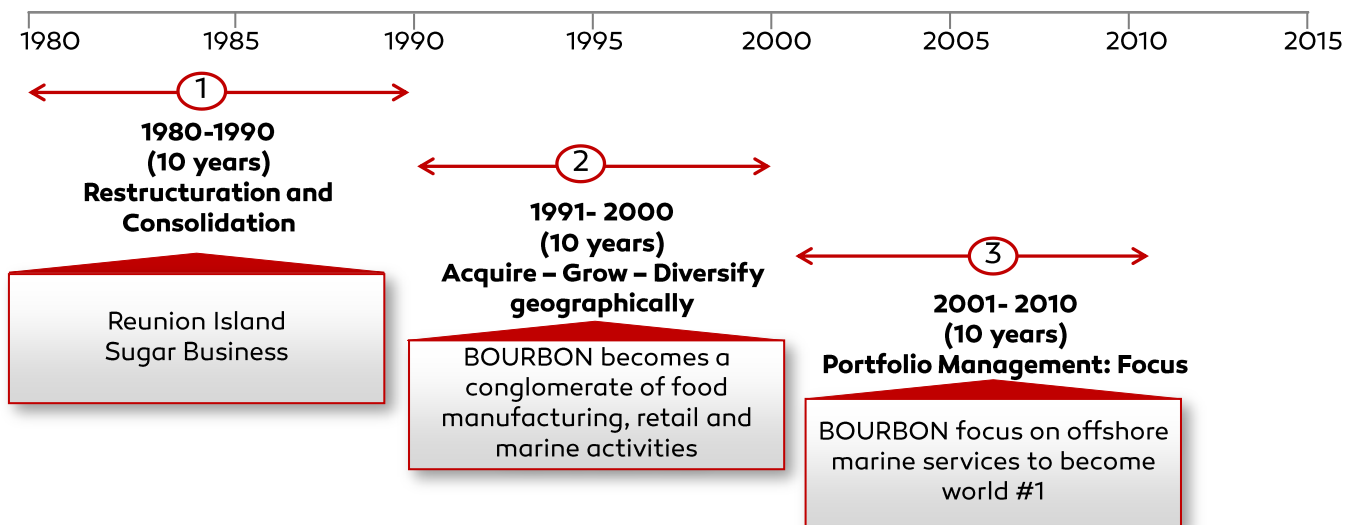 1980 1985 1990 1995 2000 2005 2010 2015
1
1980-1990
(10 years)
Restructuration and
Consolidation
Reunion Island
Sugar Business
2
1991- 2000
(10 years)
Acquire – Grow – Diversify
geographically
BOURBON becomes a
conglomerate of food
manufacturing, retail and
marine activities
3
2001- 2010
(10 years)
Portfolio Management: Focus
BOURBON focus on offshore
marine services to become
world #1